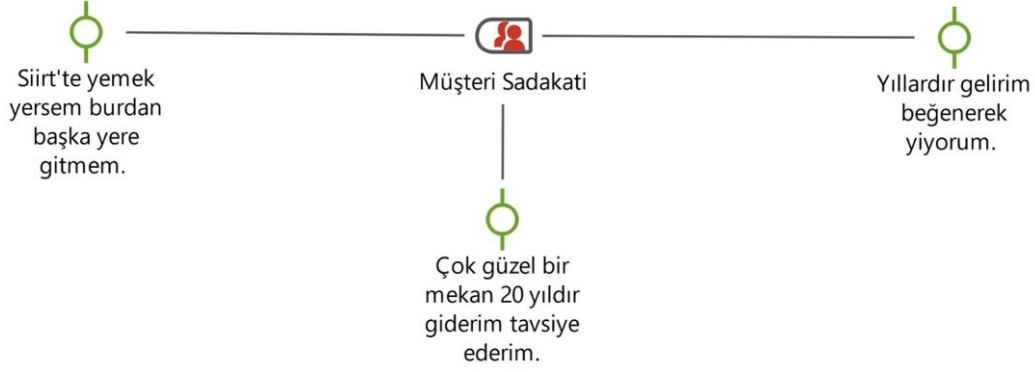 Siirt'te yemek
yersem burdan
başka yere
gitmem.
Müşteri Sadakati
Yıllardır gelirim
beğenerek
yiyorum.
Çok güzel bir
mekan 20 yıldır
giderim tavsiye
ederim.